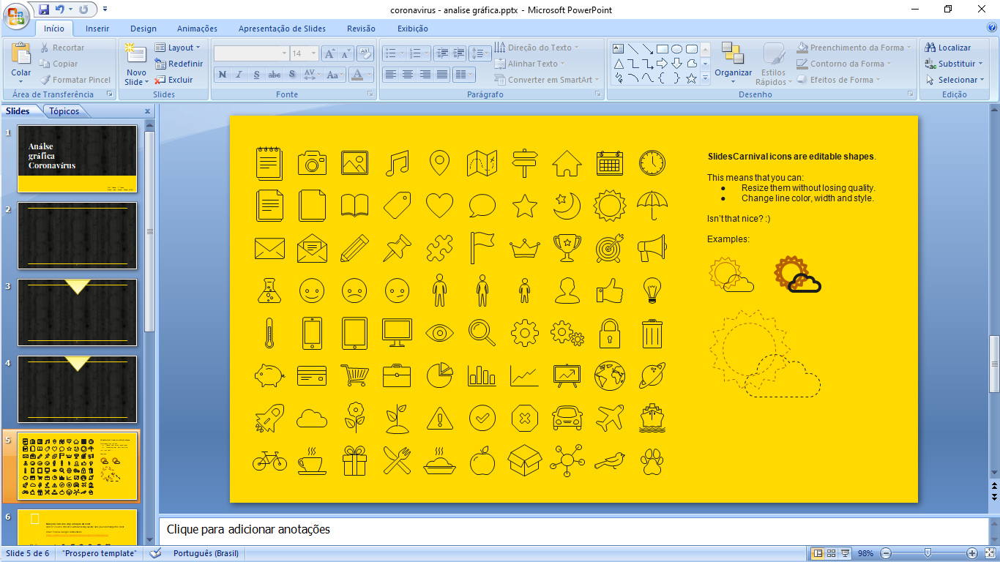 coronavirus - analise gráfica.pptx - Microsoft PowerPoint
Início Inserir Design Animações Apresentação de Slides Revisão Exibição
Colar
Recortar
Copiar
Formatar Pincel
Área de Transferência
Novo
Slide
Layout
Redefinir
Excluir
Slides
14
N I S abc S AV Aa A
Fonte
Direção do Texto
Alinhar Texto
Converter em SmartArt
Parágrafo
Organizar
Estilos
Rápidos
Preenchimento da Forma
Contorno da Forma
Efeitos de Forma
Desenho
Localizar
Substituir
Selecionar
Edição
Slides Tópicos x
1
Análse
gráfica
Coronavírus
2
3
4
5
6
SlidesCarnival icons are editable shapes.
This means that you can:
● Resize them without losing quality.
● Change line color, width and style.
Isn't that nice? :)
Examples:
Clique para adicionar anotações
Slide 5 de 6 "Prospero template" Português (Brasil) 98%